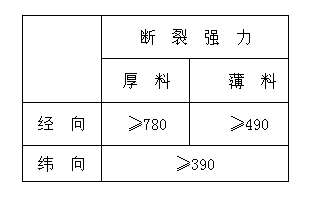 断 裂 强 力
厚 料 薄 料
经 向 ≥780 ≥490
纬 向 ≥390